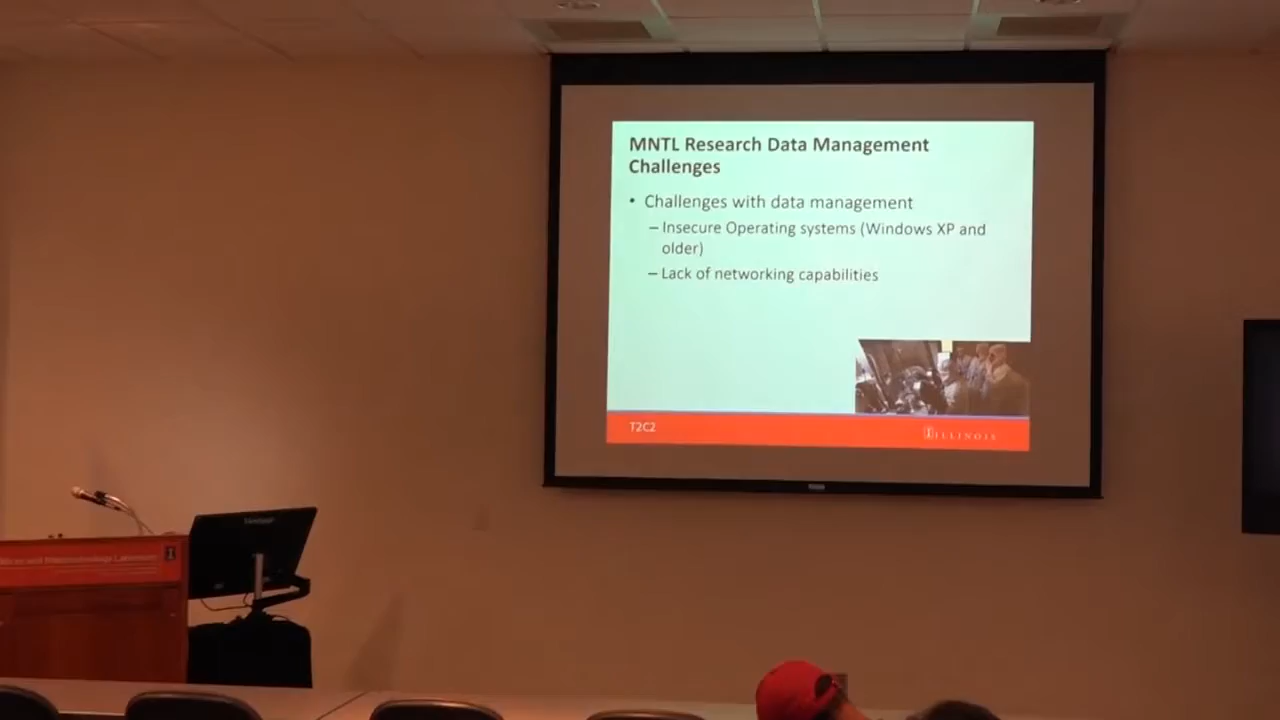 MNTL Research Data Management
Challenges
• Challenges with data management
– Insecure Operating systems (Windows XP and
older)
– Lack of networking capabilities
T2C2
I ILLINOIS